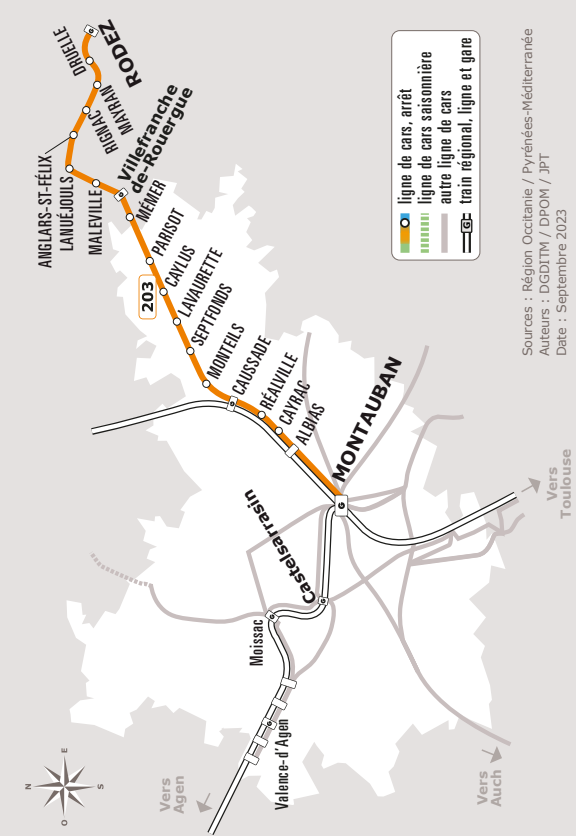 DRUELLE
RODEZ
MAYRAN
RIGNAC
ANGLARS-ST-FÉLIX
LANUÉJOULS
MALEVILLE
Villefranche
de-Rouergue
MÉMER
PARISOT
203
CAYLUS
LAVAURETTE
SEPTFONDS
MONTEILS
CAUSSADE
RÉALVILLE
CAYRAC
ALBIAS
MONTAUBAN
Castelsarrasin
Moissac
Valence-d'Agen
Vers
Agen
Vers
Auch
Vers
Toulouse
N
E
S
O
ligne de cars, arrêt
ligne de cars saisonnière
autre ligne de cars
G
train régional, ligne et gare
Sources : Région Occitanie / Pyrénées-Méditerranée
Auteurs : DGDITM / DPOM / JPT
Date : Septembre 2023
G
G
G
G
G
G
G